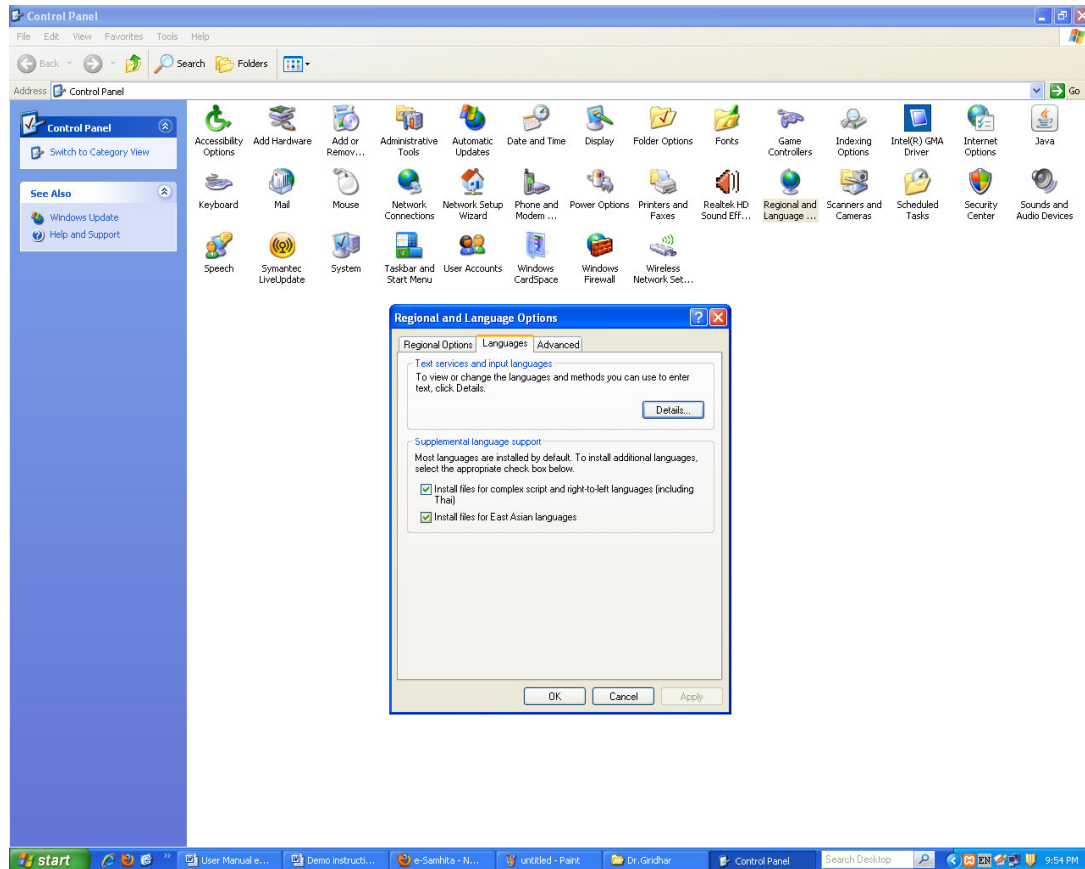 Control Panel
File Edit View Favorites Tools Help
Back Search Folders
Address Control Panel Go
Control Panel
Switch to Category View
See Also
Windows Update
Help and Support
Accessibility Options
Add Hardware
Add or Remov...
Administrative Tools
Automatic Updates
Date and Time
Display
Folder Options
Fonts
Game Controllers
Indexing Options
Intel(R) GMA Driver
Internet Options
Java
Keyboard
Mail
Mouse
Network Connections
Network Setup Wizard
Phone and Modem ...
Power Options
Printers and Faxes
Realtek HD Sound Eff...
Regional and Language ...
Scanners and Cameras
Scheduled Tasks
Security Center
Sounds and Audio Devices
Speech
Symantec LiveUpdate
System
Taskbar and Start Menu
User Accounts
Windows CardSpace
Windows Firewall
Wireless Network Set...
Regional and Language Options
Regional Options Languages Advanced
Text services and input languages
To view or change the languages and methods you can use to enter
text, click Details.
Details...
Supplemental language support
Most languages are installed by default. To install additional languages,
select the appropriate check box below.
Install files for complex script and right-to-left languages (including
Thai)
Install files for East Asian languages
OK Cancel Apply
start User Manual e... Demo instructi... e-Samhita - N... untitled - Paint Dr.Giridhar Control Panel Search Desktop EN 9:54 PM